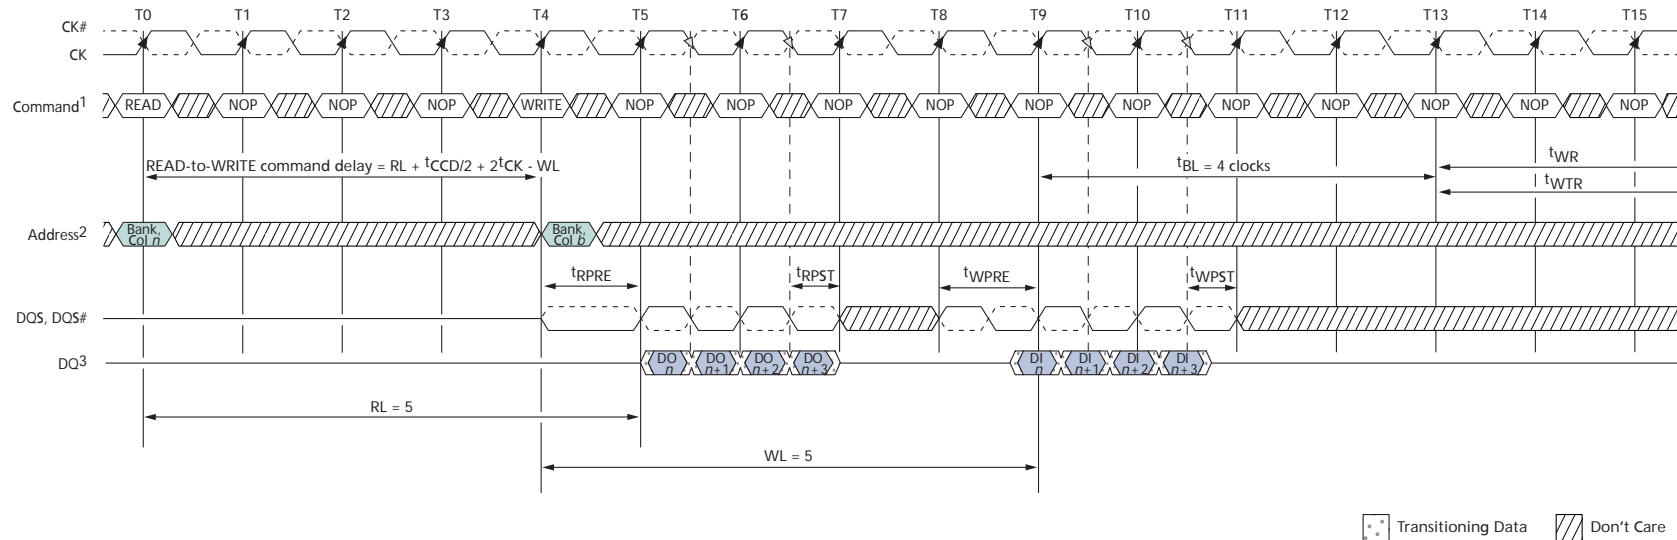 T0 T1 T2 T3 T4 T5 T6 T7 T8 T9 T10 T11 T12 T13 T14 T15
CK#
CK
Command1 READ NOP NOP NOP WRITE NOP NOP NOP NOP NOP NOP NOP NOP NOP NOP NOP
READ-to-WRITE command delay = RL + tCCD/2 + 2tCK - WL
tBL = 4 clocks
tWR
tWTR
Address2
Bank,
Col n
Bank,
Col b
tRPRE tRPST tWPRE tWPST
DQS, DQS#
DQ3
DO
n
DO
n+1
DO
n+2
DO
n+3
DI
n
DI
n+1
DI
n+2
DI
n+3
RL = 5
WL = 5
Transitioning Data Don't Care